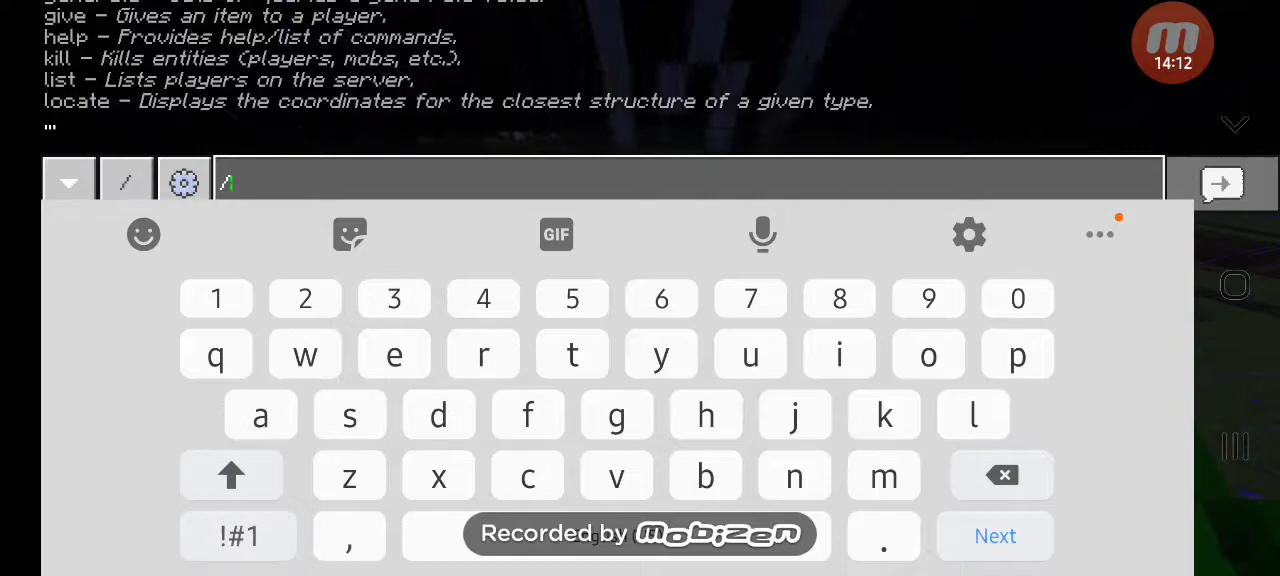 give – Gives an item to a player.
help – Provides help/list of commands.
kill – Kills entities (players, mobs, etc.).
list – Lists players on the server.
locate – Displays the coordinates for the closest structure of a given type.
...
14:12
/
/
GIF
1 2 3 4 5 6 7 8 9 0
q w e r t y u i o p
a s d f g h j k l
z x c v b n m
!#1 , . Next
Recorded by mobizen